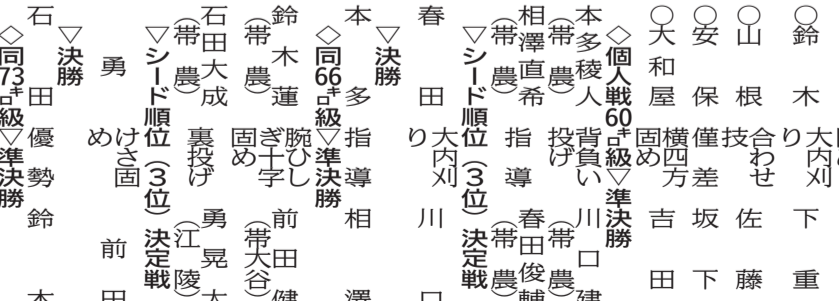 ○鈴木 大内刈り 下重
○山根 合わせ技 佐藤
○安保 僅差 坂下
○大和屋 横四方固め 吉田
◇個人戦60㌔級▽準決勝
本多稜人（帯農） 背負い投げ 川口建（帯農）
相澤直希（帯農） 指導 春田俊輔（帯農）
▽シード順位（３位）決定戦
春田 大内刈り 川口
▽決勝
本多 指導 相澤
◇同66㌔級▽準決勝
鈴木蓮（帯農） 腕ひしぎ十字固め 前田健（帯大谷）
石田大成（帯農） 裏投げ 勇晃（江陵）
▽シード順位（３位）決定戦
勇 けさ固め 前田
▽決勝
石田 優勢 鈴木
◇同73㌔級▽準決勝